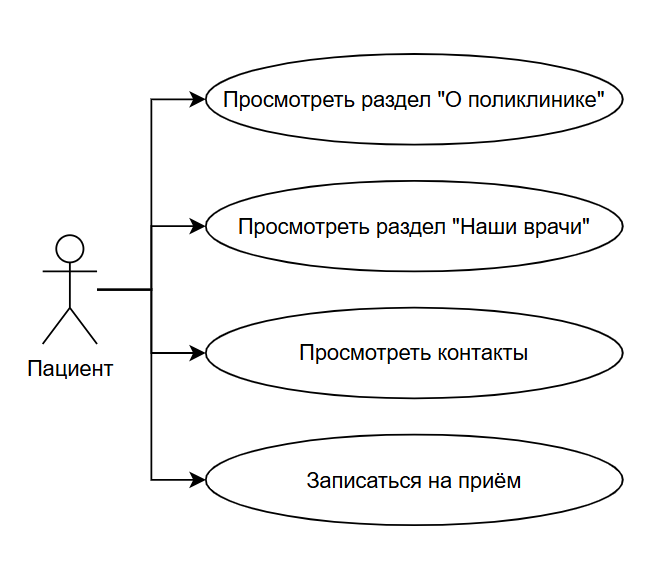 Просмотреть раздел "О поликлинике"
Просмотреть раздел "Наши врачи"
Просмотреть контакты
Записаться на приём
Пациент